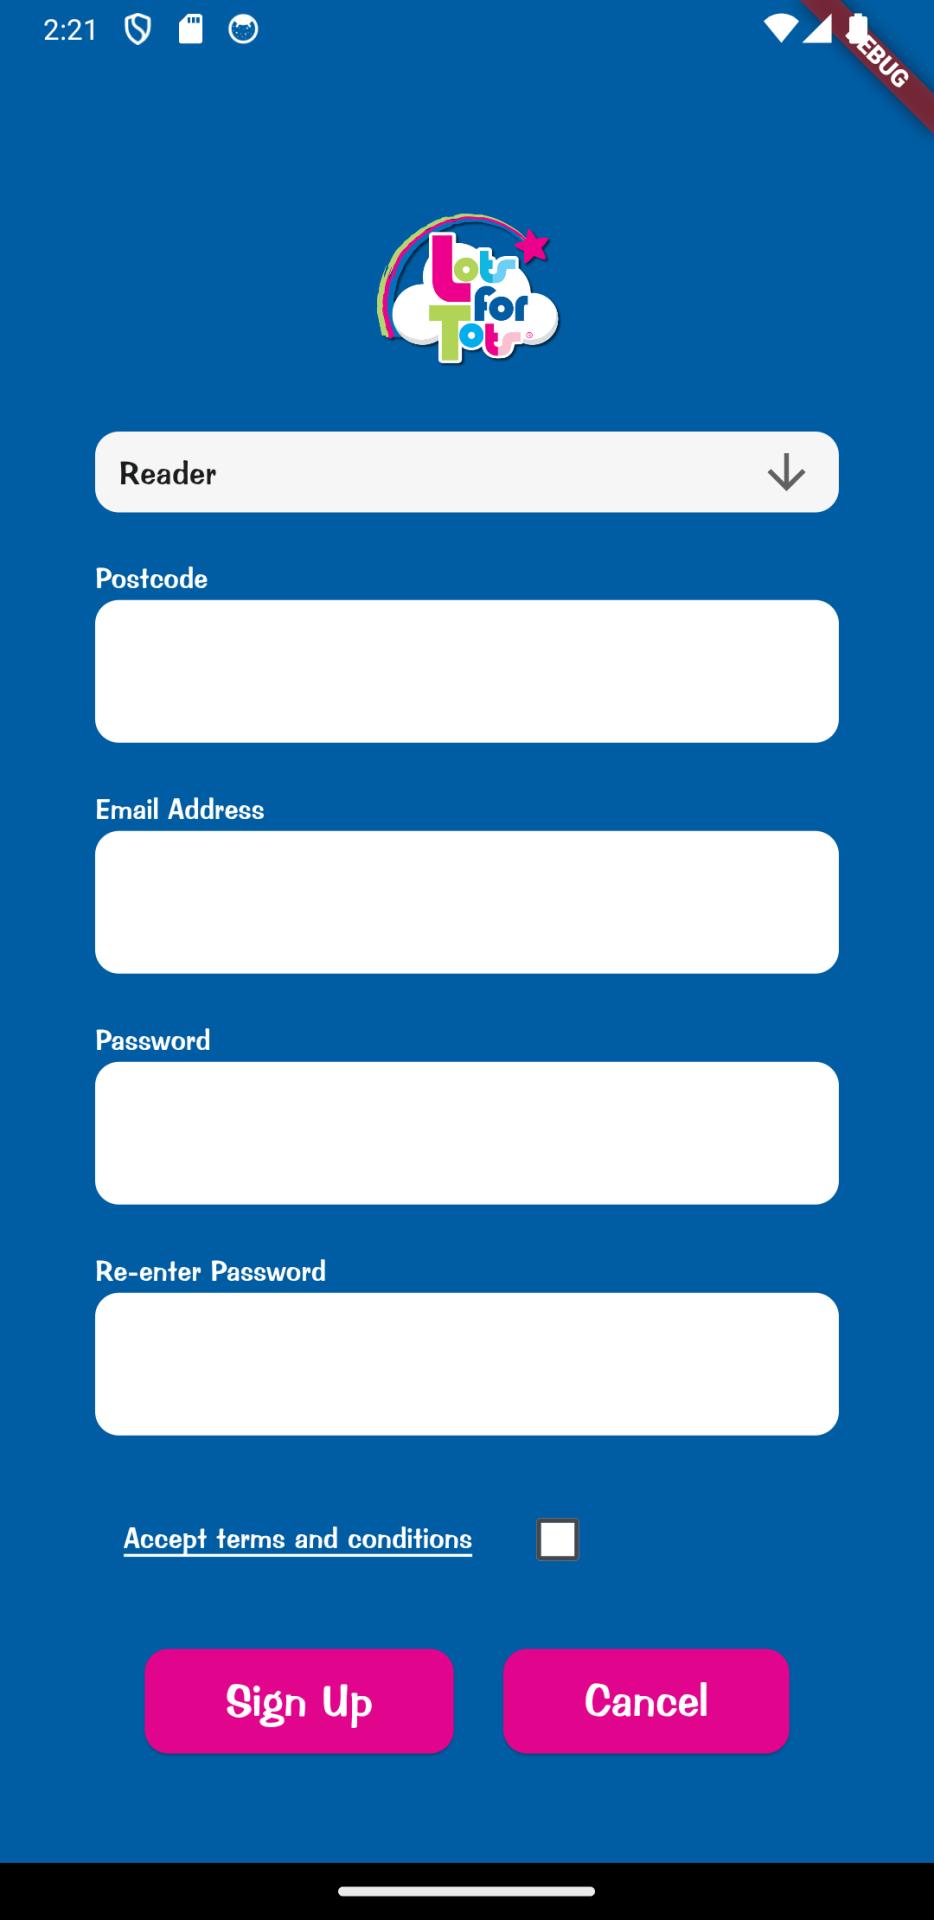 2:21
DEBUG
Lots
for
Tots®
Reader
Postcode
Email Address
Password
Re-enter Password
Accept terms and conditions
Sign Up
Cancel